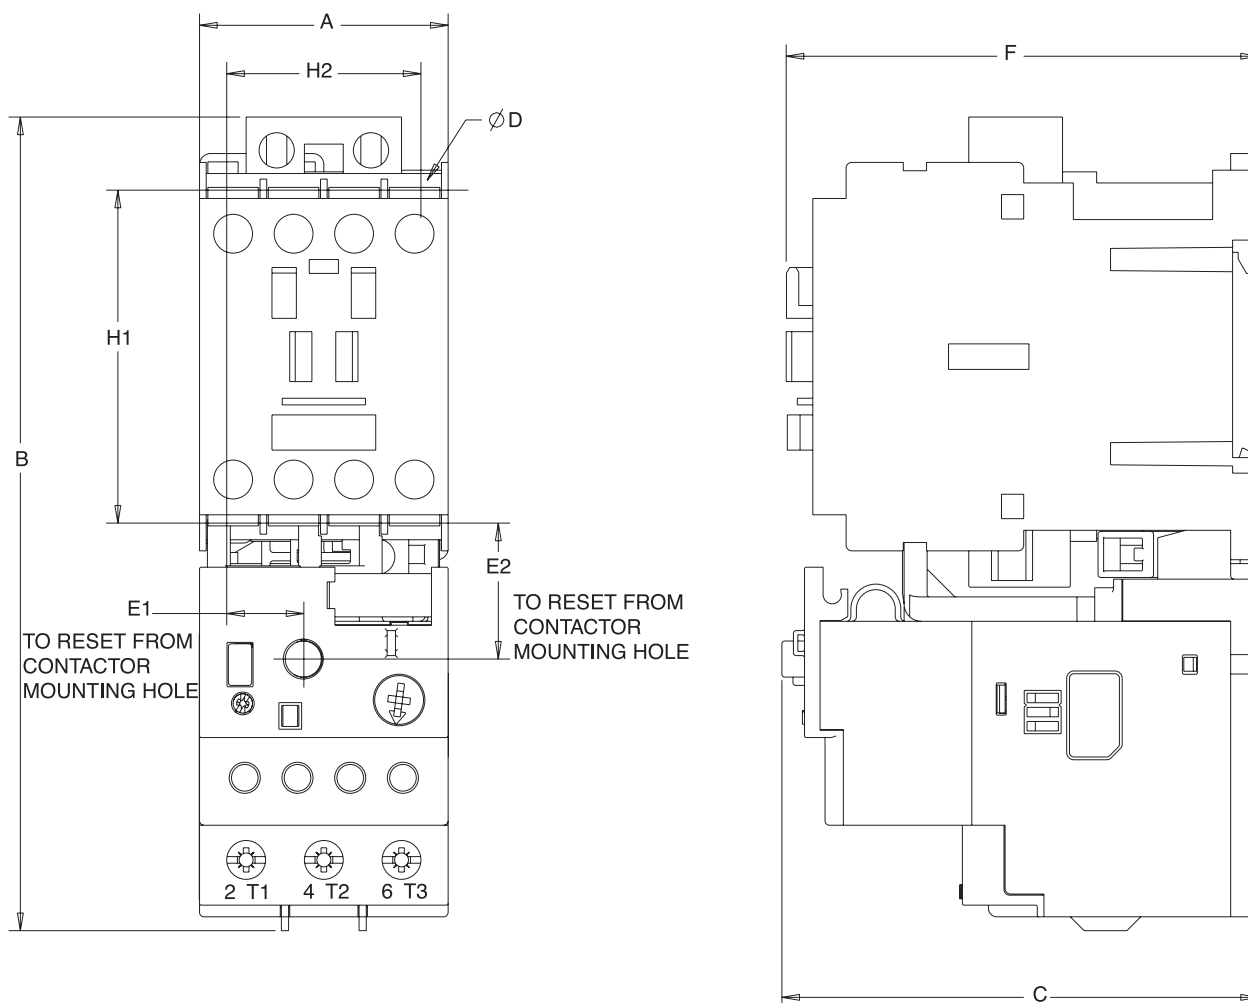 A
H2
F
⌀D
H1
B
E2
E1
TO RESET FROM
CONTACTOR
MOUNTING HOLE
TO RESET FROM
CONTACTOR
MOUNTING HOLE
2 T1 4 T2 6 T3
C